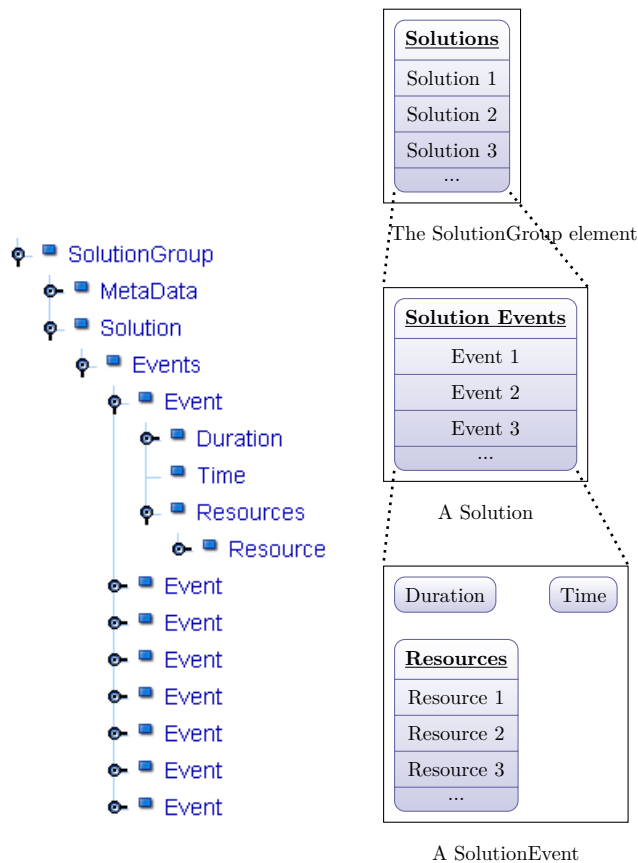 SolutionGroup
MetaData
Solution
Events
Event
Duration
Time
Resources
Resource
Event
Event
Event
Event
Event
Event
Event
Solutions
Solution 1
Solution 2
Solution 3
...
The SolutionGroup element
Solution Events
Event 1
Event 2
Event 3
...
A Solution
Duration
Time
Resources
Resource 1
Resource 2
Resource 3
...
A SolutionEvent